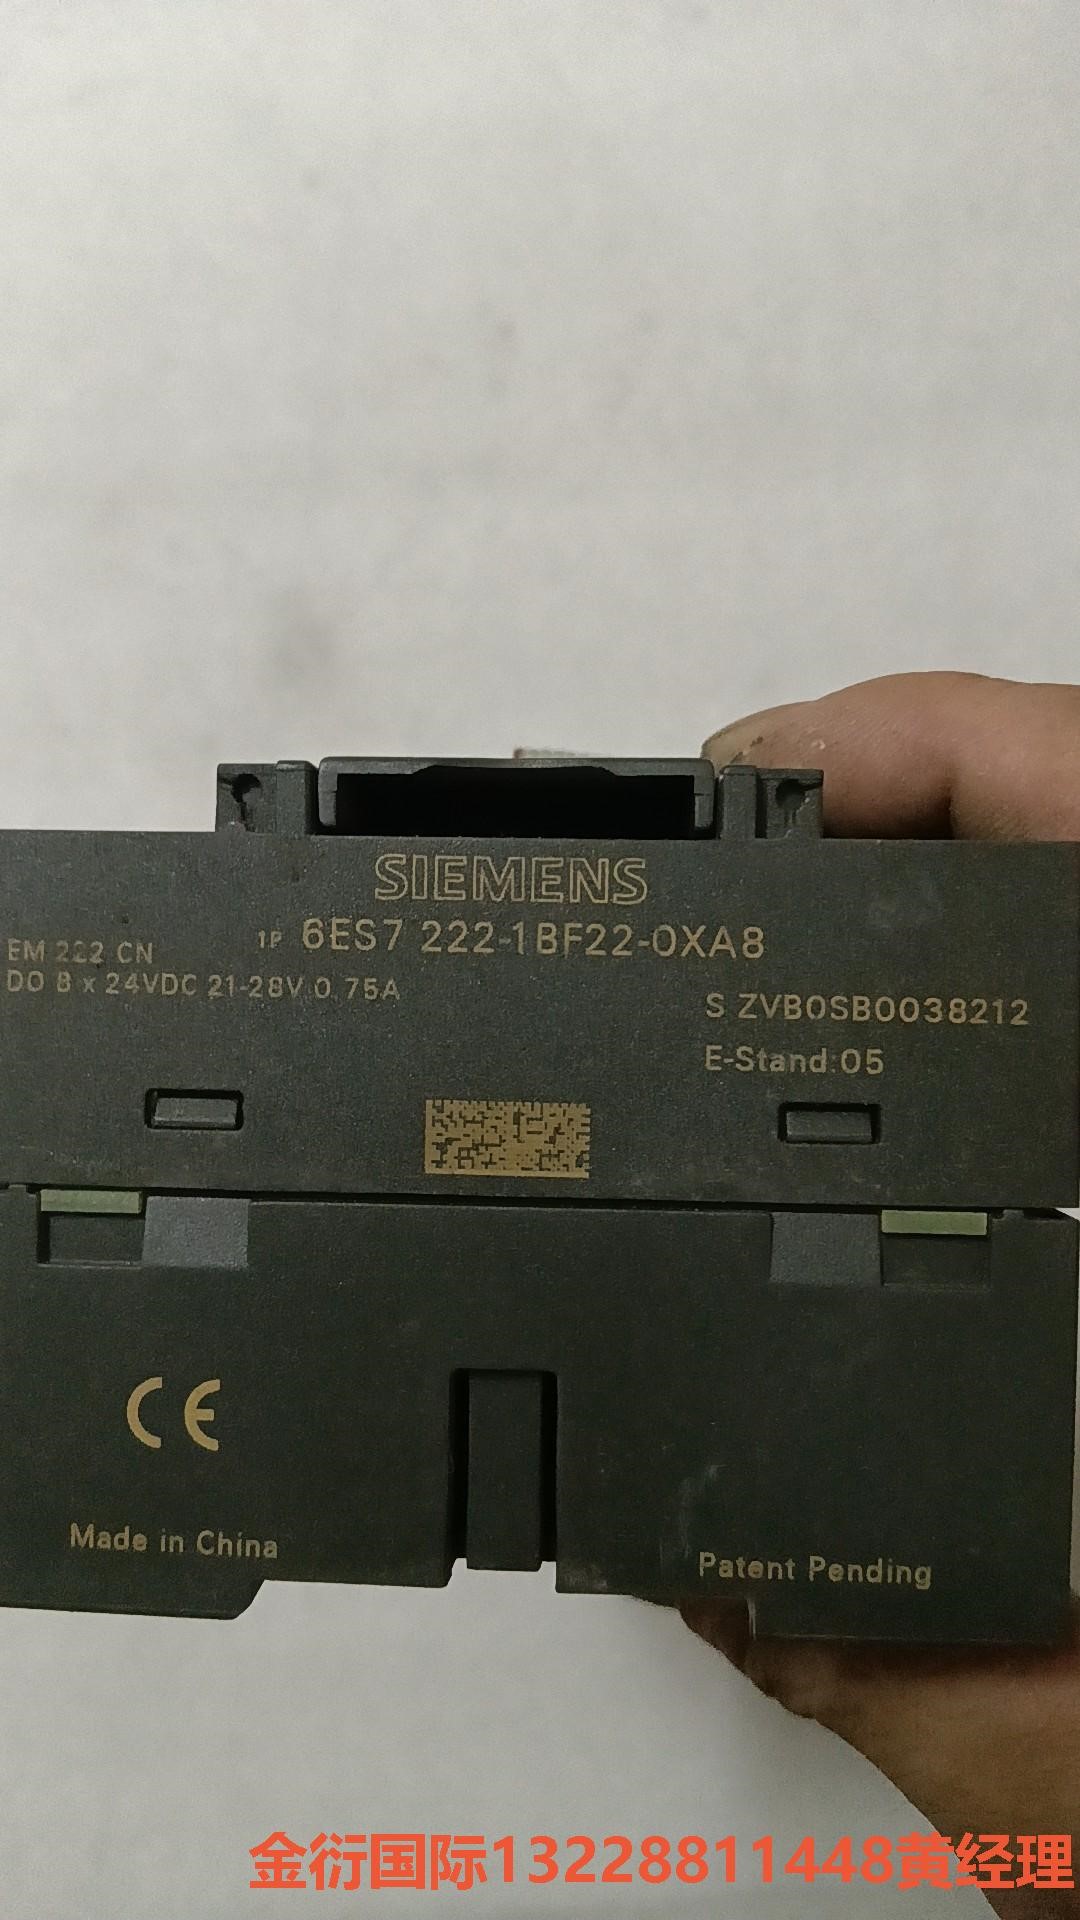 SIEMENS
1P 6ES7 222-1BF22-0XA8
EM 222 CN
DO 8 x 24VDC 21-28V 0.75A
S ZVB0SB0038212
E-Stand:05
CE
Made in China
Patent Pending
金衍国际13228811448黄经理